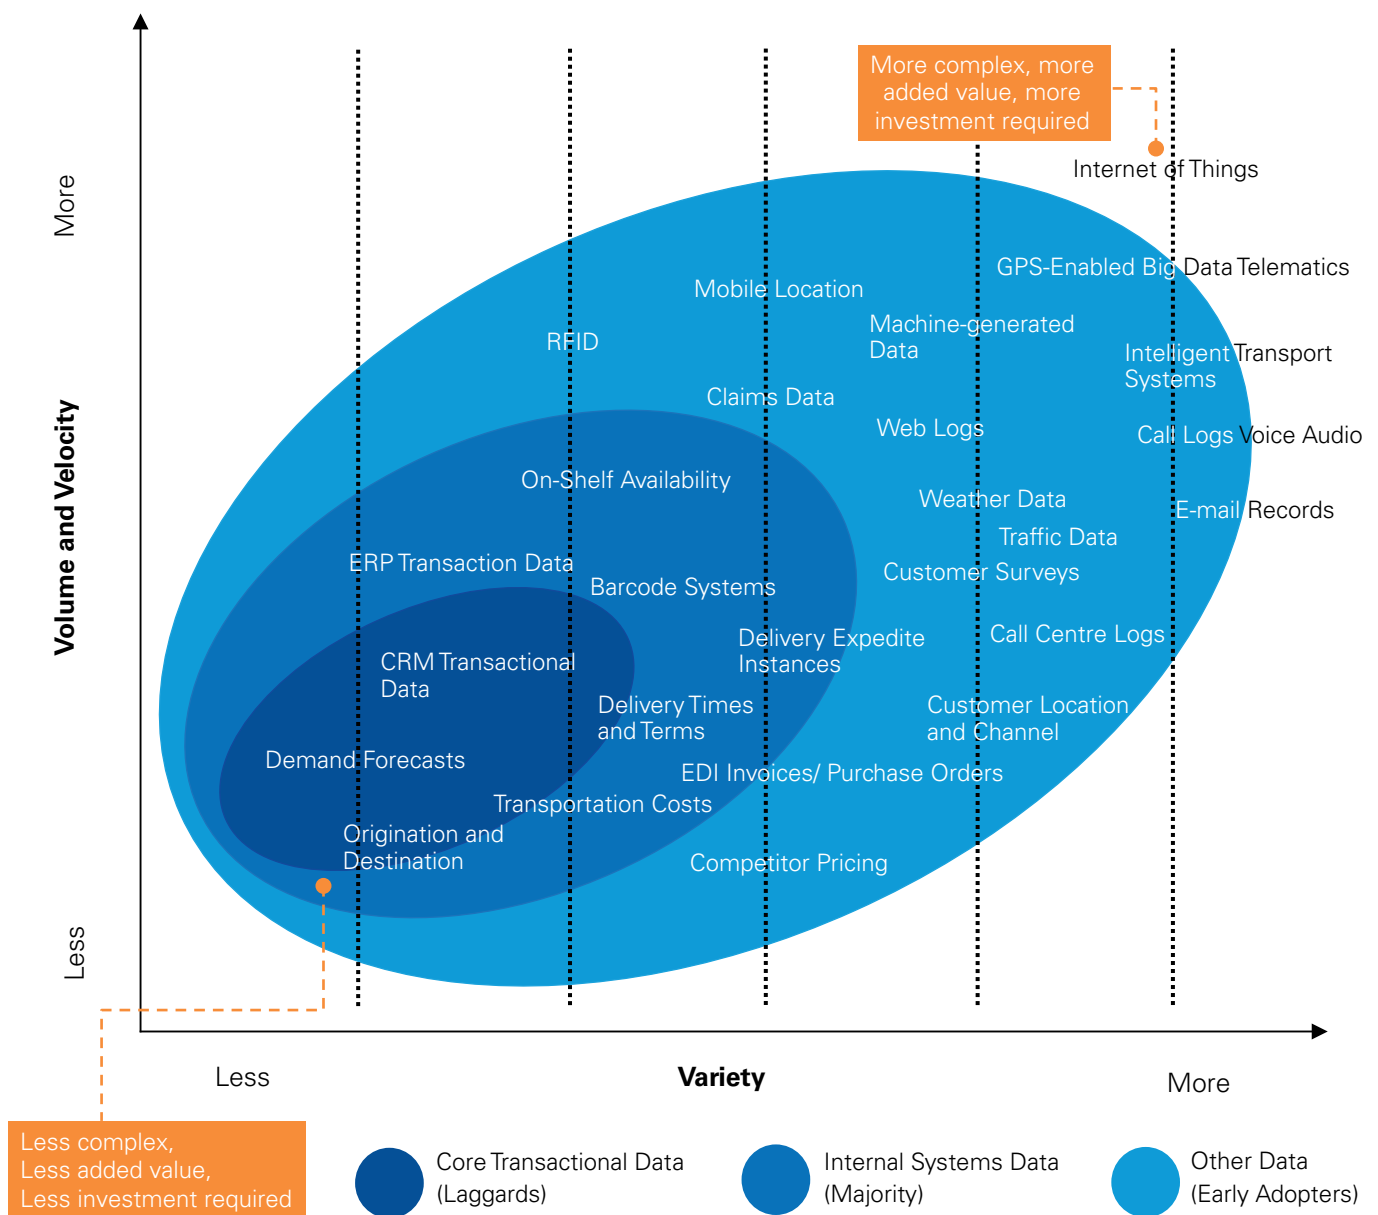 More complex, more
added value, more
investment required
Internet of Things
More
GPS-Enabled Big Data Telematics
Mobile Location
Machine-generated
Data
RFID
Intelligent Transport
Systems
Claims Data
Web Logs
Call Logs Voice Audio
On-Shelf Availability
Weather Data
E-mail Records
Traffic Data
Volume and Velocity
ERP Transaction Data
Customer Surveys
Barcode Systems
Delivery Expedite
Instances
Call Centre Logs
CRM Transactional
Data
Delivery Times
and Terms
Customer Location
and Channel
Demand Forecasts
EDI Invoices/ Purchase Orders
Transportation Costs
Origination and
Destination
Competitor Pricing
Less
Less
Variety
More
Less complex,
Less added value,
Less investment required
Core Transactional Data
(Laggards)
Internal Systems Data
(Majority)
Other Data
(Early Adopters)